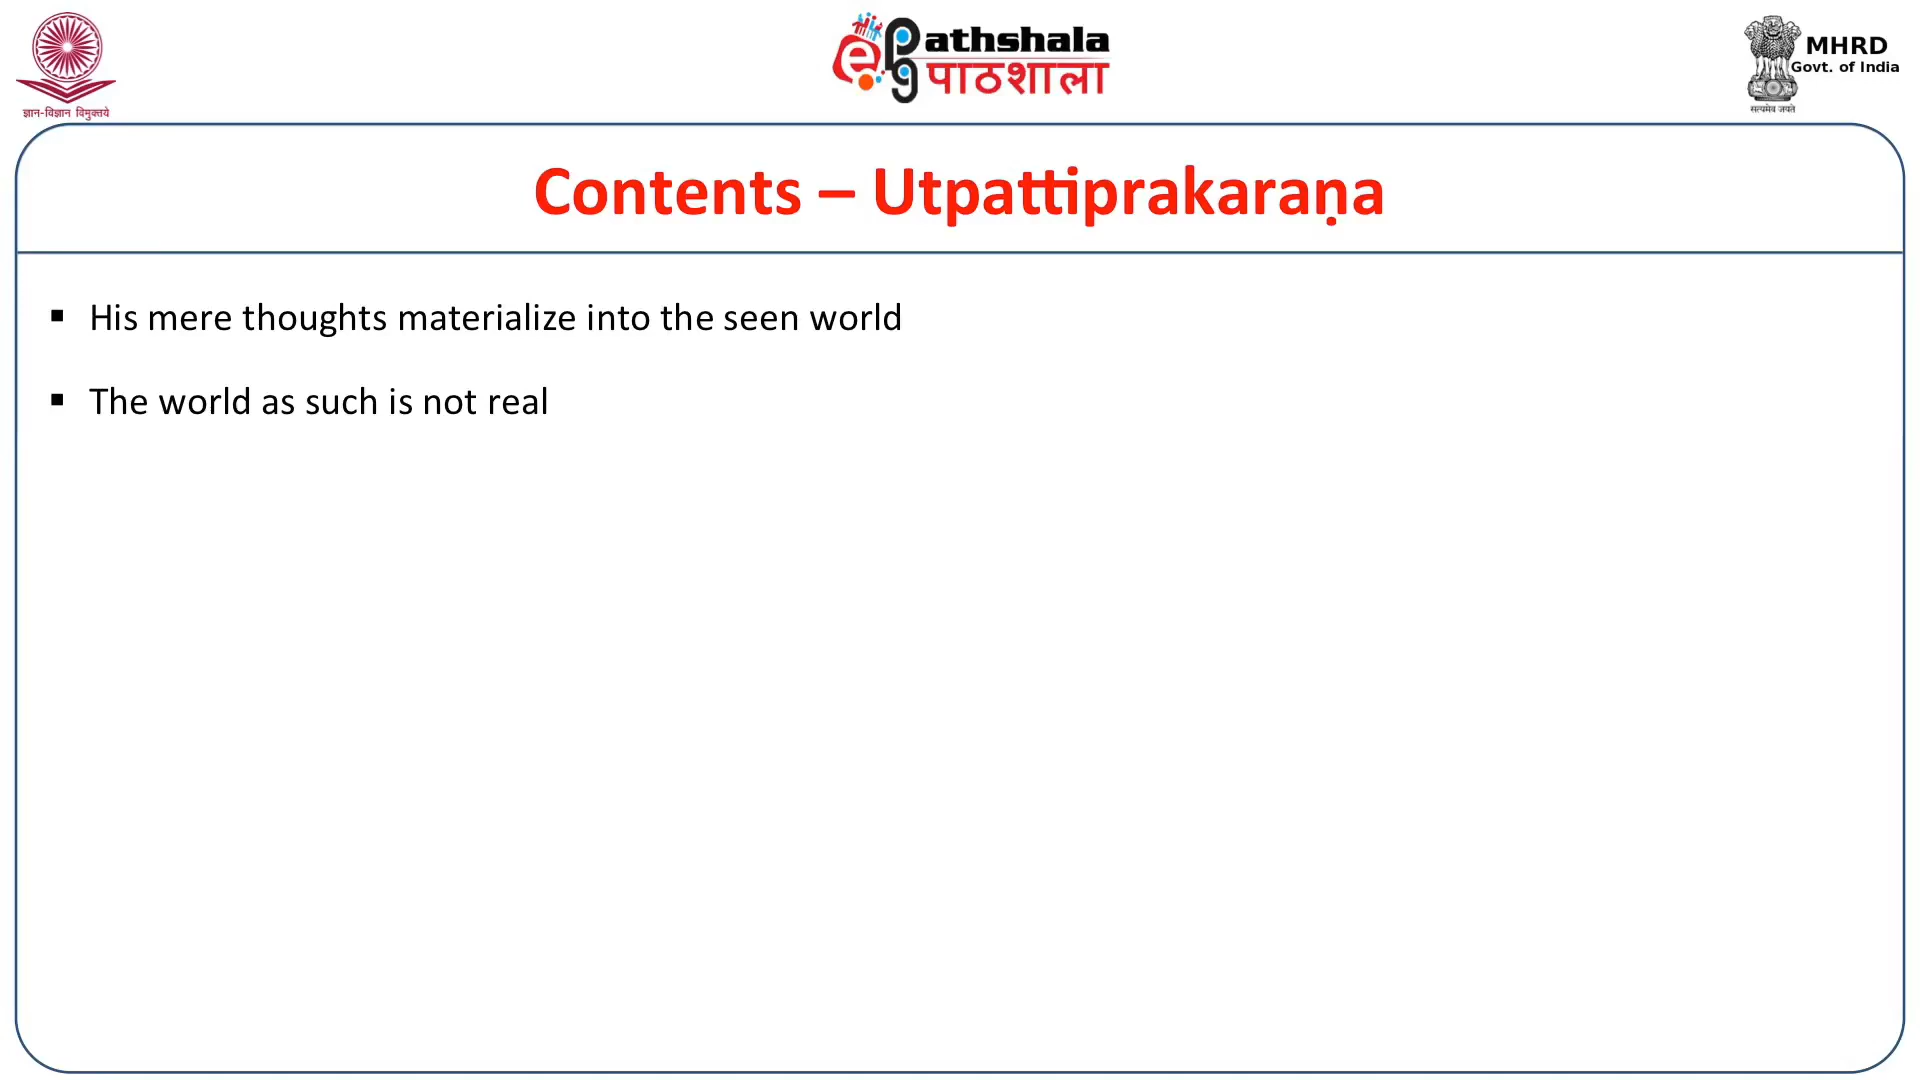 ज्ञान-विज्ञान विमुक्तये
ePathshala
पाठशाला
MHRD
Govt. of India
सत्यमेव जयते
Contents – Utpattiprakaraṇa
▪ His mere thoughts materialize into the seen world
▪ The world as such is not real